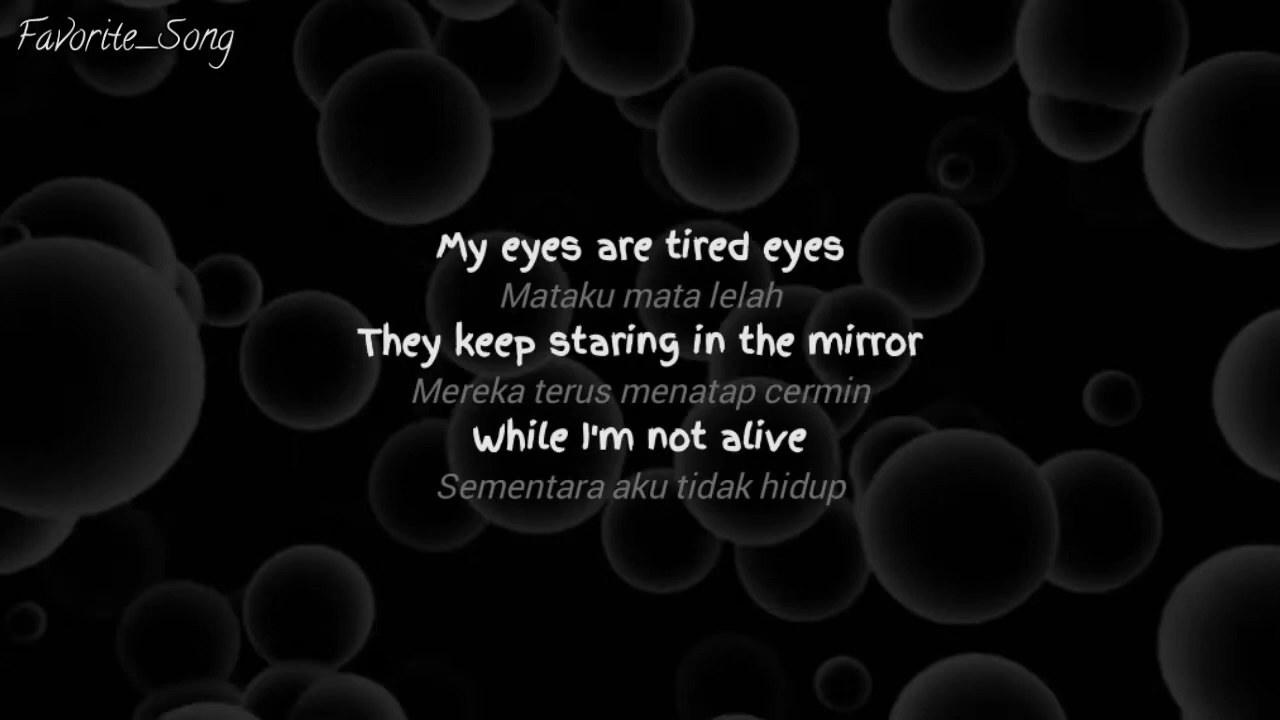 Favorite_Song
My eyes are tired eyes
Mataku mata lelah
They keep staring in the mirror
Mereka terus menatap cermin
While I'm not alive
Sementara aku tidak hidup